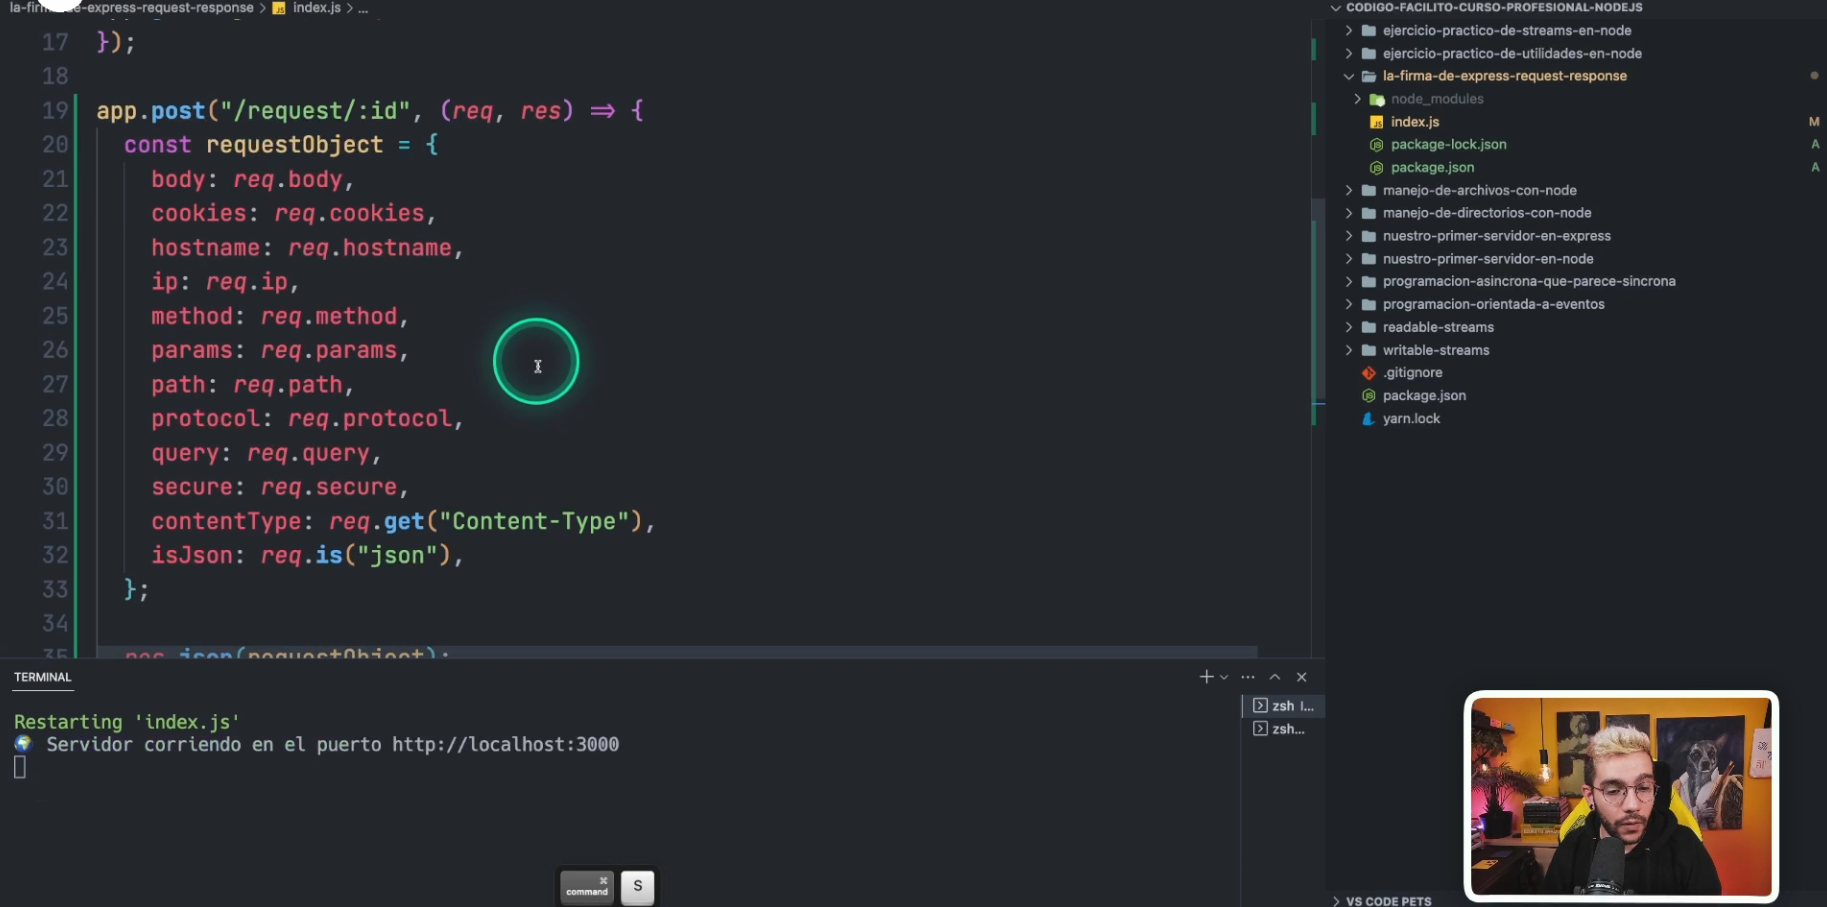 la-firma-de-express-request-response > index.js > ...
17 });
18
19 app.post("/request/:id", (req, res) => {
20 const requestObject = {
21 body: req.body,
22 cookies: req.cookies,
23 hostname: req.hostname,
24 ip: req.ip,
25 method: req.method,
26 params: req.params,
27 path: req.path,
28 protocol: req.protocol,
29 query: req.query,
30 secure: req.secure,
31 contentType: req.get("Content-Type"),
32 isJson: req.is("json"),
33 };
34
35 res.json(requestObject);
TERMINAL
Restarting 'index.js'
🌍 Servidor corriendo en el puerto http://localhost:3000
zsh l...
zsh...
command ⌘
S
CODIGO-FACILITO-CURSO-PROFESIONAL-NODEJS
ejercicio-practico-de-streams-en-node
ejercicio-practico-de-utilidades-en-node
la-firma-de-express-request-response
node_modules
index.js M
package-lock.json A
package.json A
manejo-de-archivos-con-node
manejo-de-directorios-con-node
nuestro-primer-servidor-en-express
nuestro-primer-servidor-en-node
programacion-asincrona-que-parece-sincrona
programacion-orientada-a-eventos
readable-streams
writable-streams
.gitignore
package.json
yarn.lock
VS CODE PETS